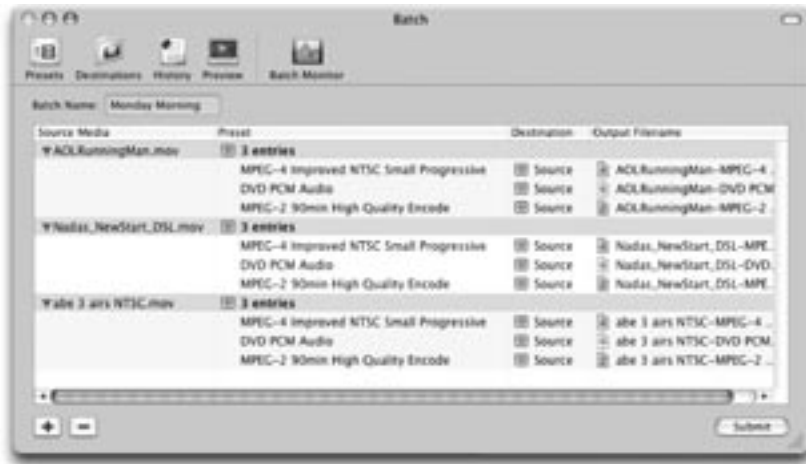 Batch
Presets Destinations History Preview Batch Monitor
Batch Name: Monday Morning
Source Media Preset Destination Output Filename
▼AOLRunningMan.mov 3 entries
MPEG-4 Improved NTSC Small Progressive Source AOLRunningMan-MPEG-4 .
DVD PCM Audio Source AOLRunningMan-DVD PCM
MPEG-2 90min High Quality Encode Source AOLRunningMan-MPEG-2 .
▼Nadas_NewStart_DSL.mov 3 entries
MPEG-4 Improved NTSC Small Progressive Source Nadas_NewStart_DSL-MPE.
DVD PCM Audio Source Nadas_NewStart_DSL-DVD.
MPEG-2 90min High Quality Encode Source Nadas_NewStart_DSL-MPE.
▼abe 3 airs NTSC.mov 3 entries
MPEG-4 Improved NTSC Small Progressive Source abe 3 airs NTSC-MPEG-4 ..
DVD PCM Audio Source abe 3 airs NTSC-DVD PCM.
MPEG-2 90min High Quality Encode Source abe 3 airs NTSC-MPEG-2 ..
+ − Submit